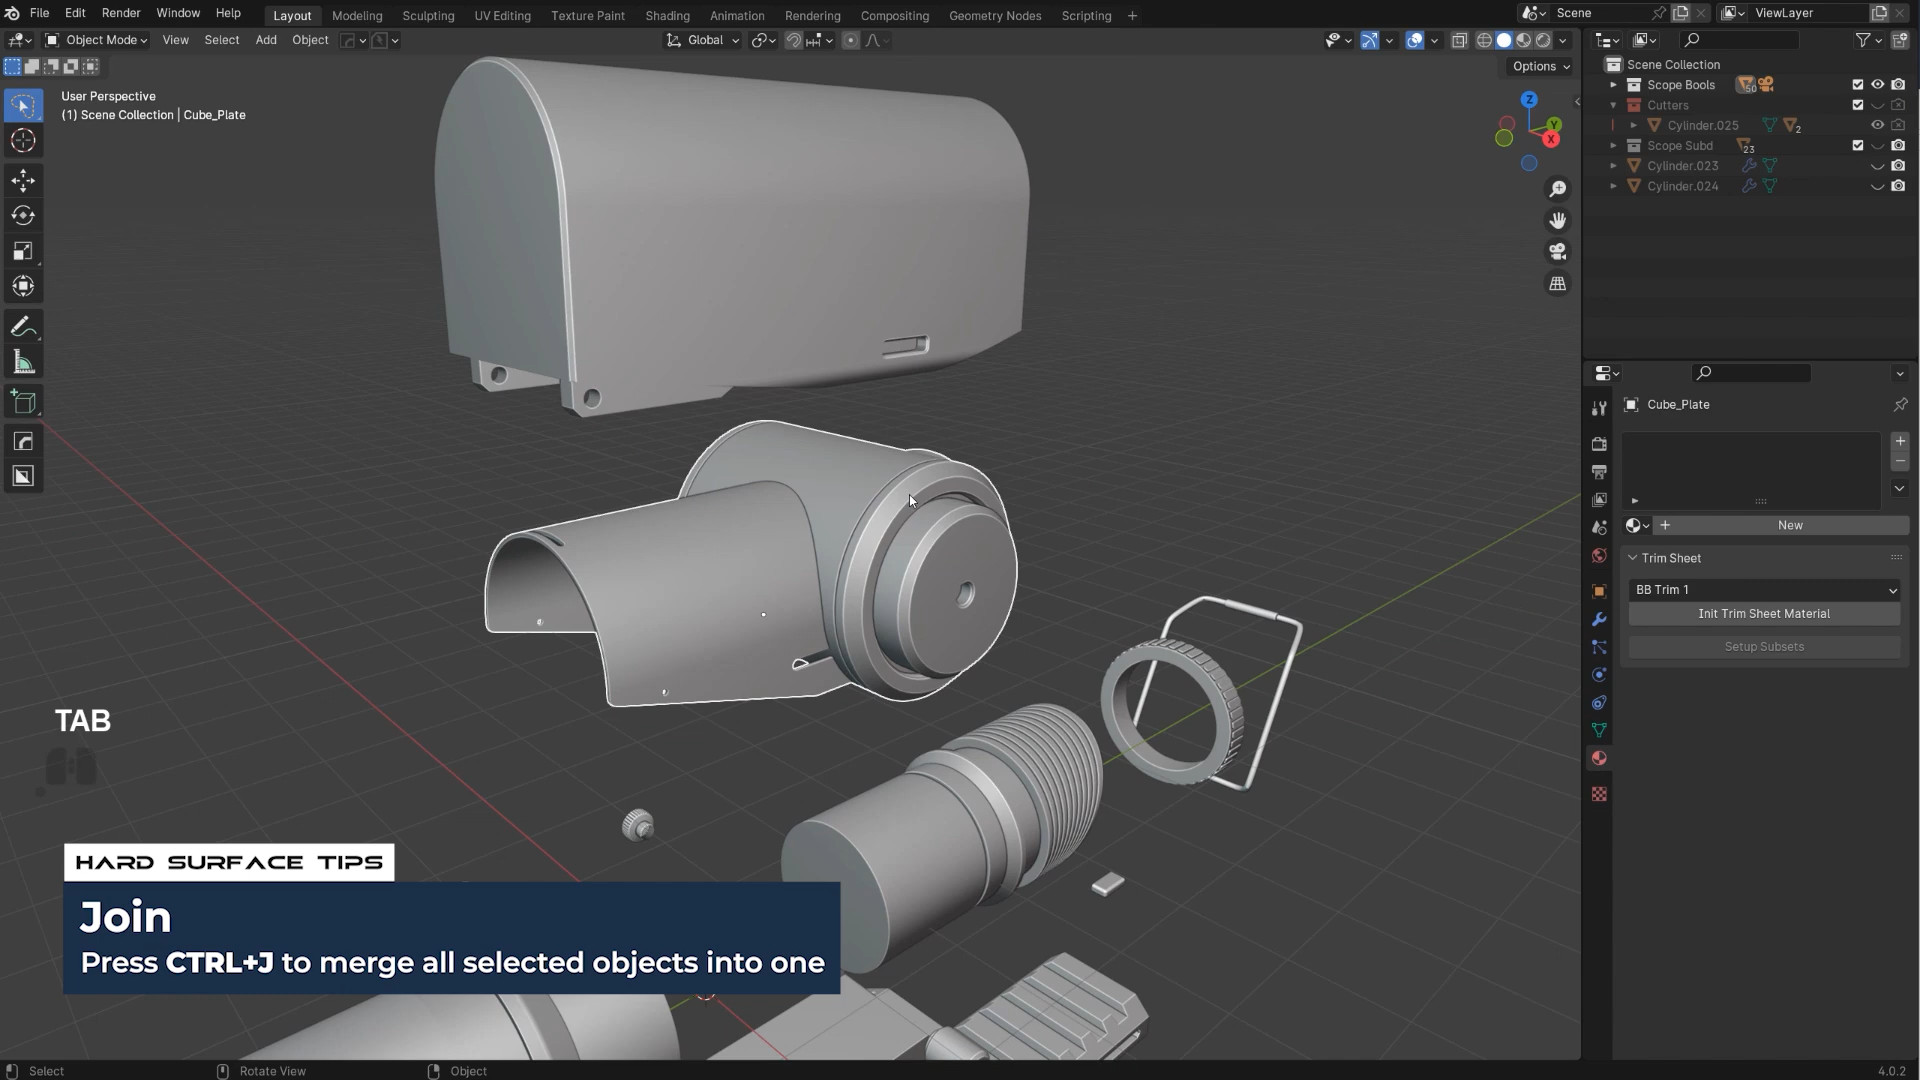 File Edit Render Window Help Layout Modeling Sculpting UV Editing Texture Paint Shading Animation Rendering Compositing Geometry Nodes Scripting + Scene ViewLayer
Object Mode View Select Add Object Global
Options
User Perspective
(1) Scene Collection | Cube_Plate
Z
Y
X
Scene Collection
Scope Bools 50
Cutters
Cylinder.025 2
Scope Subd 23
Cylinder.023
Cylinder.024
Cube_Plate
New
Trim Sheet
BB Trim 1
Init Trim Sheet Material
Setup Subsets
TAB
HARD SURFACE TIPS
Join
Press CTRL+J to merge all selected objects into one
Select Rotate View Object 4.0.2